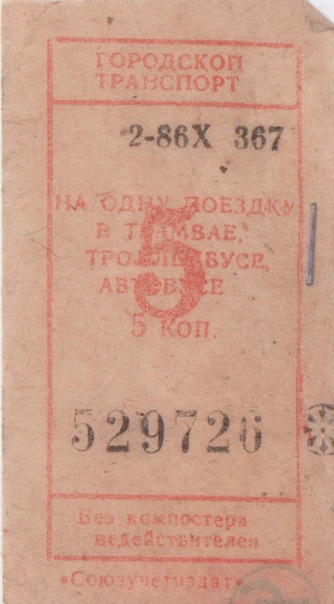 ГОРОДСКОЙ
ТРАНСПОРТ
2-86Х 367
НА ОДНУ ПОЕЗДКУ
В ТРАМВАЕ,
ТРОЛЛЕЙБУСЕ,
АВТОБУСЕ
5
5 КОП.
529726
Без компостера
недействителен
«Союзучетиздат»